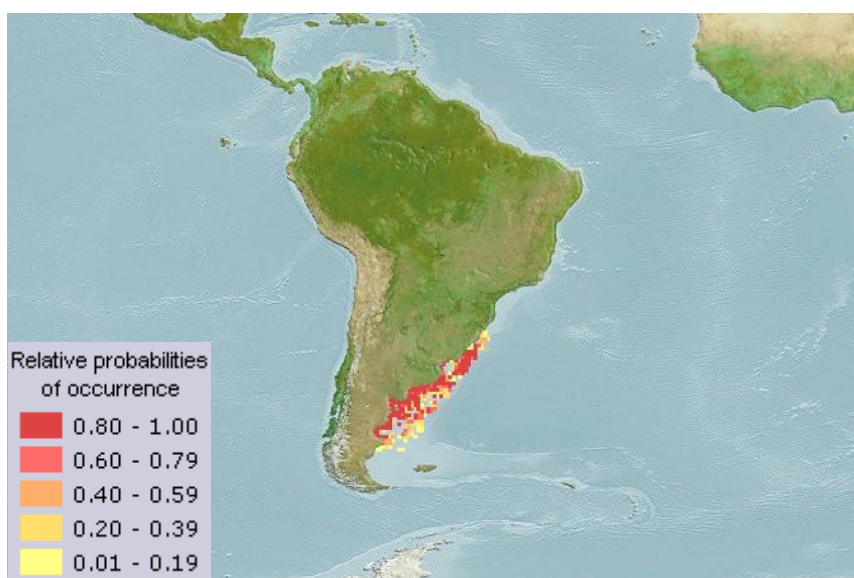 Relative probabilities
of occurrence
0.80 - 1.00
0.60 - 0.79
0.40 - 0.59
0.20 - 0.39
0.01 - 0.19